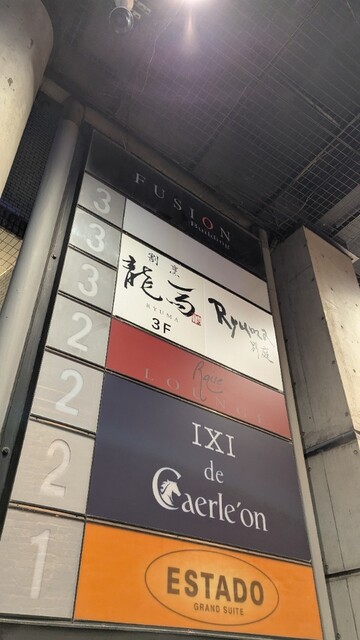 FUSION
Building
3
3
3
割烹
龍馬
RYUMA
3F
Ryuma
2
Rave
LOUNGE
2
IXI
de
Caerle'on
2
1
ESTADO
GRAND SUITE